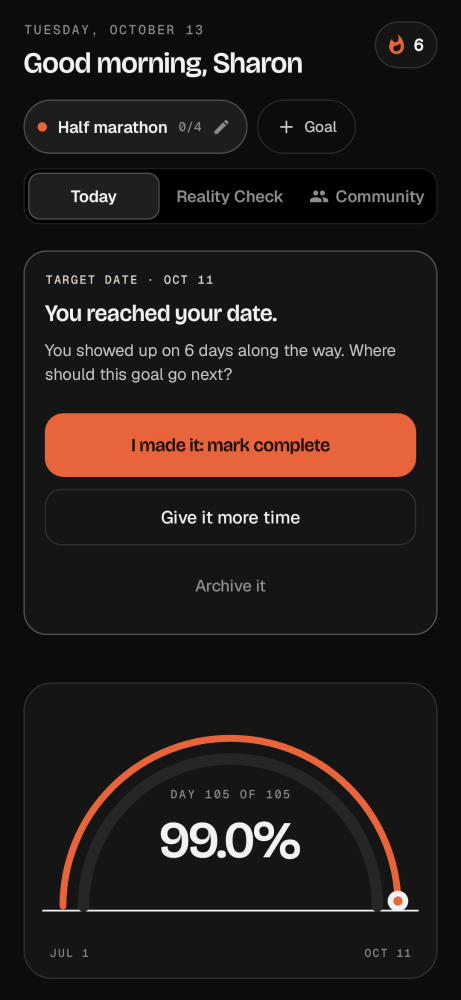 TUESDAY, OCTOBER 13
Good morning, Sharon
6
Half marathon 0/4
+ Goal
Today
Reality Check
Community
TARGET DATE · OCT 11
You reached your date.
You showed up on 6 days along the way. Where
should this goal go next?
I made it: mark complete
Give it more time
Archive it
DAY 105 OF 105
99.0%
JUL 1
OCT 11